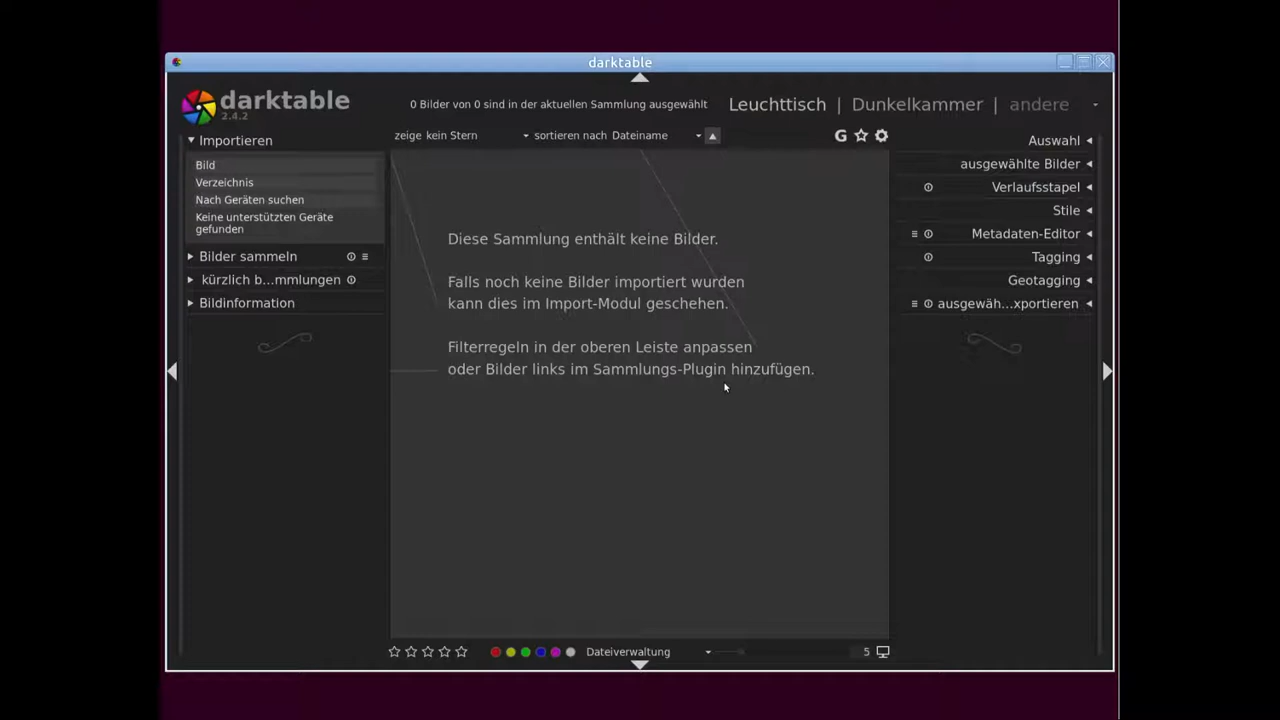 darktable
darktable
2.4.2
0 Bilder von 0 sind in der aktuellen Sammlung ausgewählt
Leuchttisch | Dunkelkammer | andere
zeige kein Stern
sortieren nach Dateiname
G
Importieren
Bild
Verzeichnis
Nach Geräten suchen
Keine unterstützten Geräte
gefunden
Bilder sammeln
kürzlich b...mmlungen
Bildinformation
Diese Sammlung enthält keine Bilder.
Falls noch keine Bilder importiert wurden
kann dies im Import-Modul geschehen.
Filterregeln in der oberen Leiste anpassen
oder Bilder links im Sammlungs-Plugin hinzufügen.
Auswahl
ausgewählte Bilder
Verlaufsstapel
Stile
Metadaten-Editor
Tagging
Geotagging
ausgewäh...xportieren
Dateiverwaltung
5